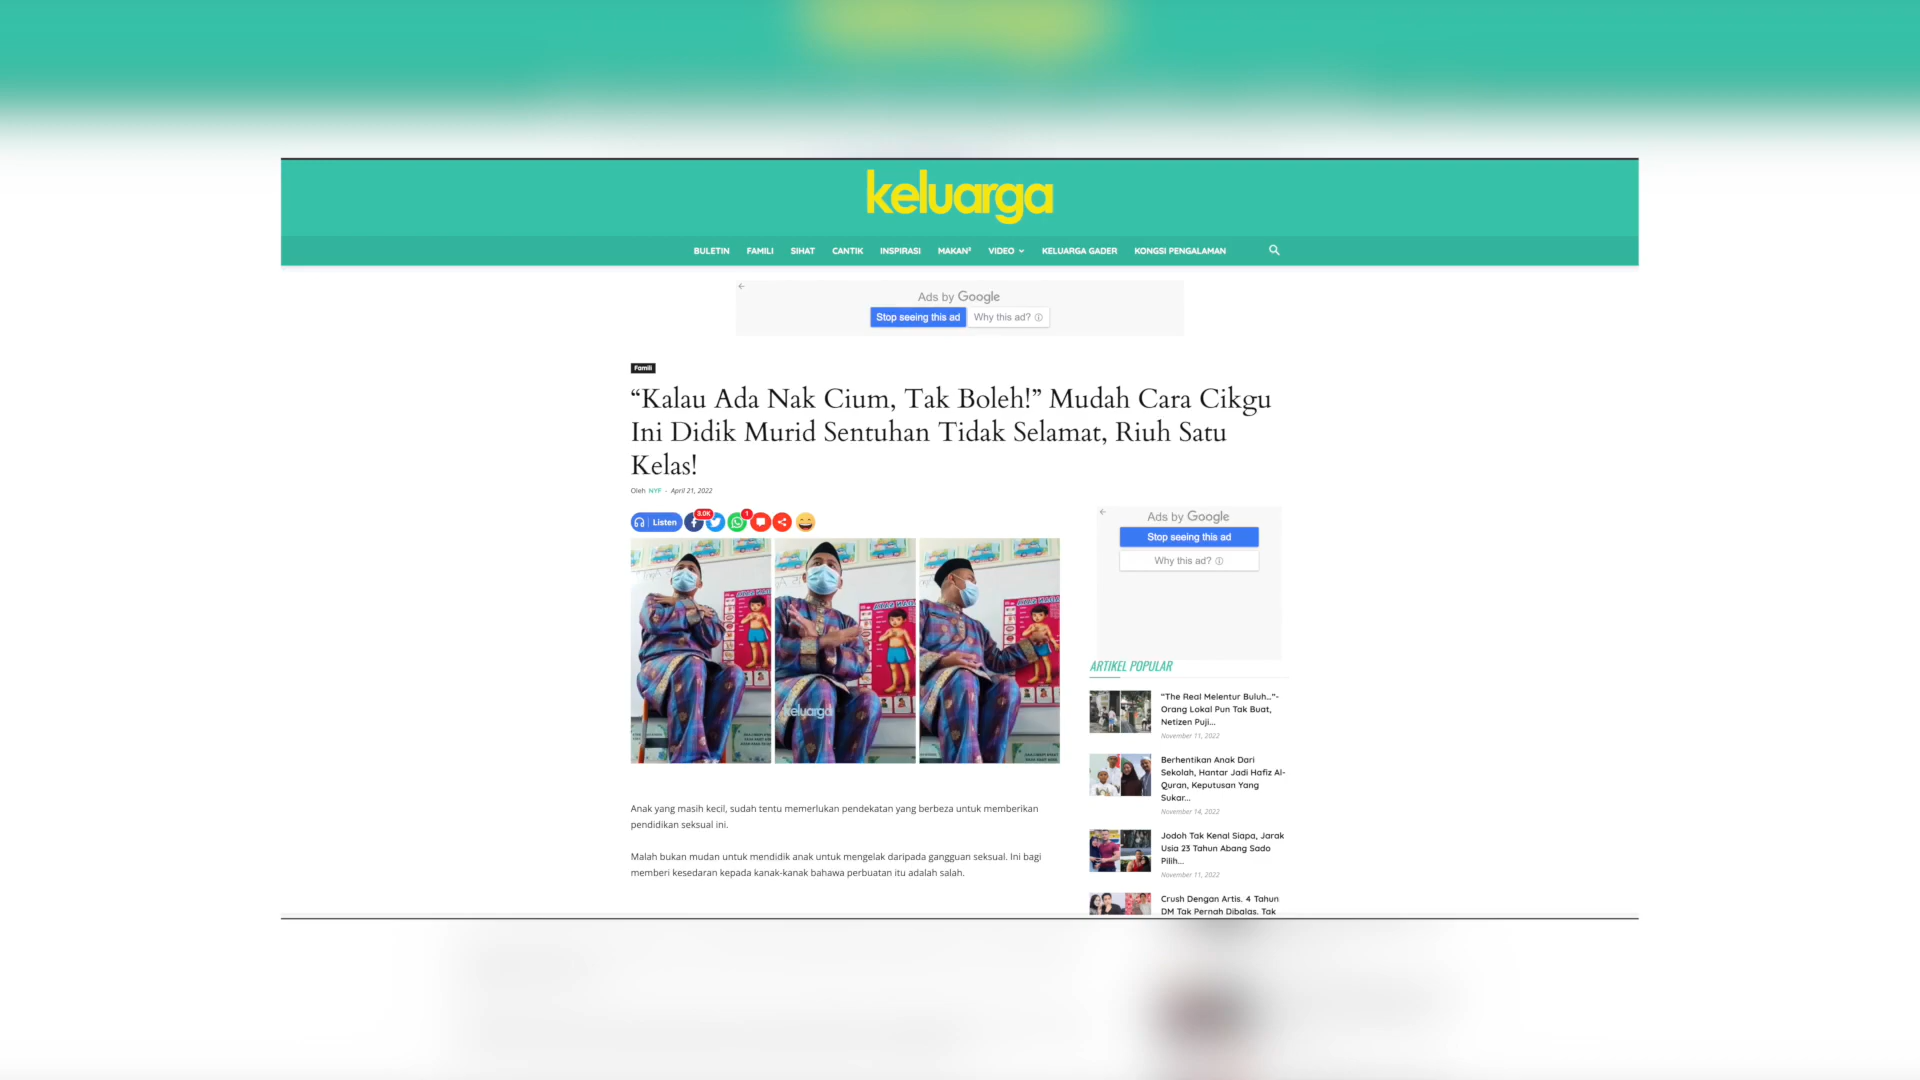 keluarga
BULETIN FAMILI SIHAT CANTIK INSPIRASI MAKAN² VIDEO KELUARGA GADER KONGSI PENGALAMAN
Ads by Google
Stop seeing this ad Why this ad?
Famili
“Kalau Ada Nak Cium, Tak Boleh!” Mudah Cara Cikgu
Ini Didik Murid Sentuhan Tidak Selamat, Riuh Satu
Kelas!
Oleh NYF - April 21, 2022
Listen 3.0K 1
keluarga
Anak yang masih kecil, sudah tentu memerlukan pendekatan yang berbeza untuk memberikan
pendidikan seksual ini.
Malah bukan mudan untuk mendidik anak untuk mengelak daripada gangguan seksual. Ini bagi
memberi kesedaran kepada kanak-kanak bahawa perbuatan itu adalah salah.
Ads by Google
Stop seeing this ad
Why this ad?
ARTIKEL POPULAR
“The Real Melentur Buluh…”-
Orang Lokal Pun Tak Buat,
Netizen Puji...
November 11, 2022
Berhentikan Anak Dari
Sekolah, Hantar Jadi Hafiz Al-
Quran, Keputusan Yang
Sukar...
November 14, 2022
Jodoh Tak Kenal Siapa, Jarak
Usia 23 Tahun Abang Sado
Pilih...
November 11, 2022
Crush Dengan Artis. 4 Tahun
DM Tak Pernah Dibalas. Tak